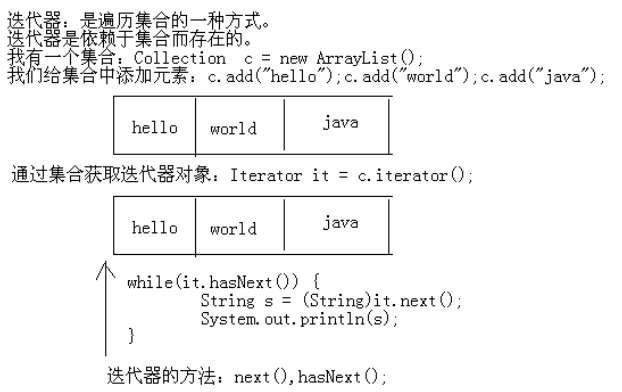 迭代器：是遍历集合的一种方式。
迭代器是依赖于集合而存在的。
我有一个集合：Collection c = new ArrayList();
我们给集合中添加元素：c.add("hello");c.add("world");c.add("java");
hello world java
通过集合获取迭代器对象：Iterator it = c.iterator();
hello world java
while(it.hasNext()) {
String s = (String)it.next();
System.out.println(s);
}
迭代器的方法：next(),hasNext();